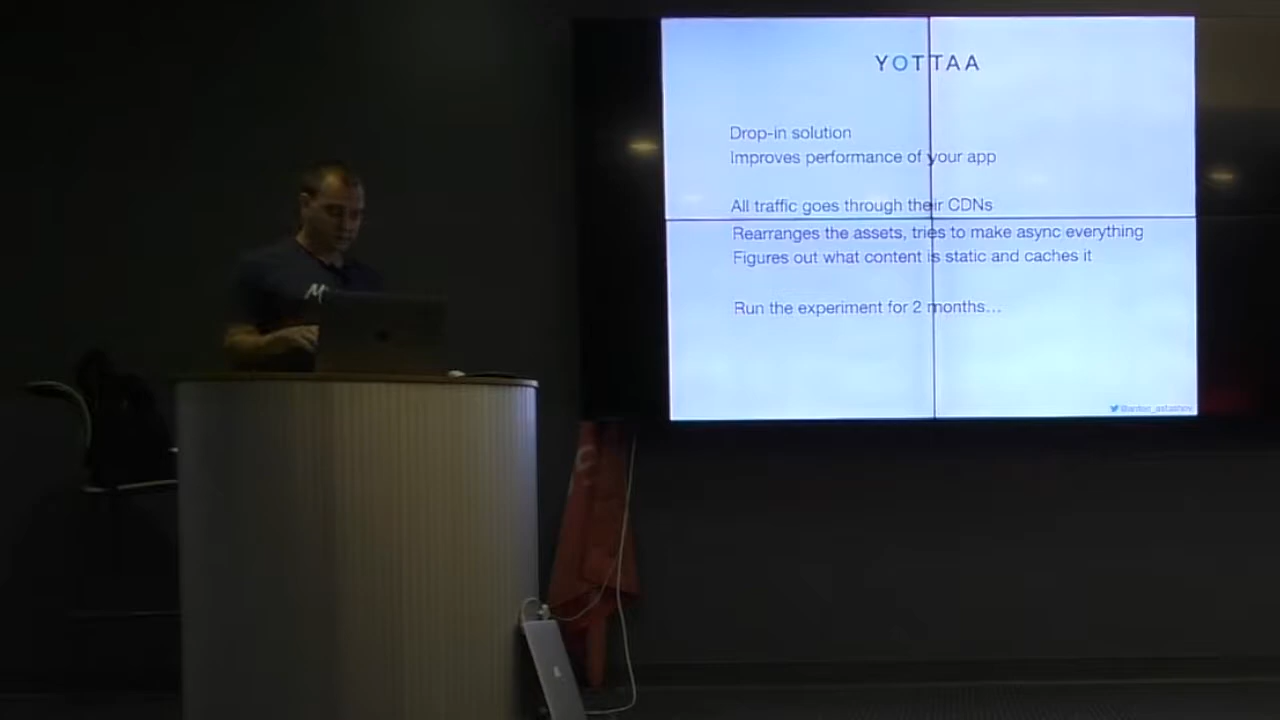 YOTTAA
Drop-in solution
Improves performance of your app
All traffic goes through their CDNs
Rearranges the assets, tries to make async everything
Figures out what content is static and caches it
Run the experiment for 2 months...